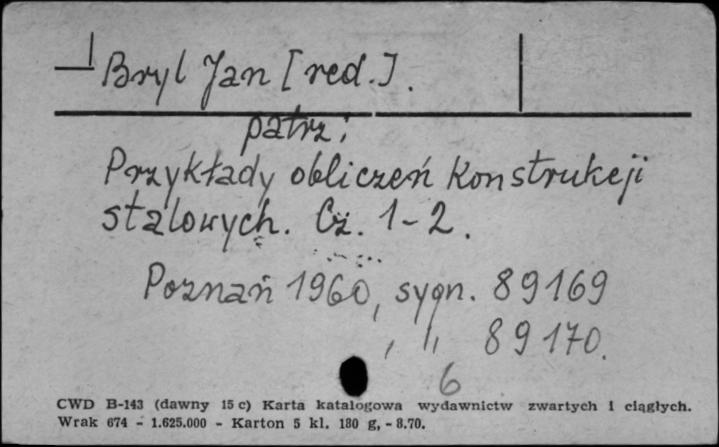 Bryl Jan [red.].
patrz:
Przykłady obliczeń konstrukcji
stalowych. Cz. 1-2.
Poznań 1960, sygn. 89169
, " 89170.
6
CWD B-143 (dawny 15 c) Karta katalogowa wydawnictw zwartych i ciągłych.
Wrak 674 - 1.625.000 - Karton 5 kl. 180 g, - 8.70.